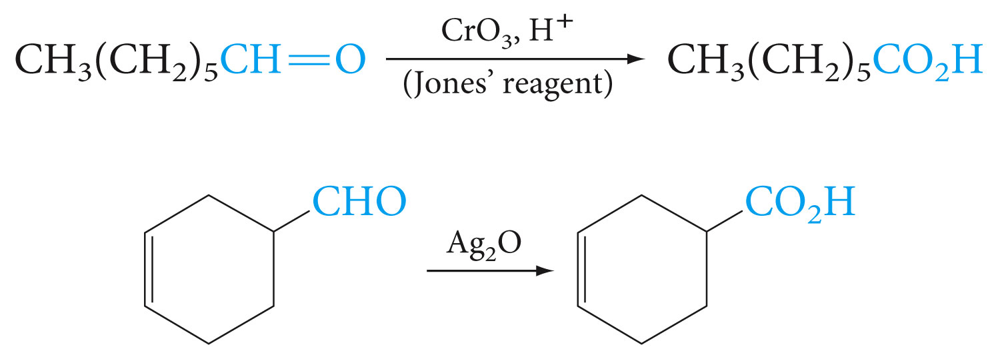 CH₃(CH₂)₅CH=O CrO₃, H⁺ (Jones’ reagent) CH₃(CH₂)₅CO₂H
CHO Ag₂O CO₂H